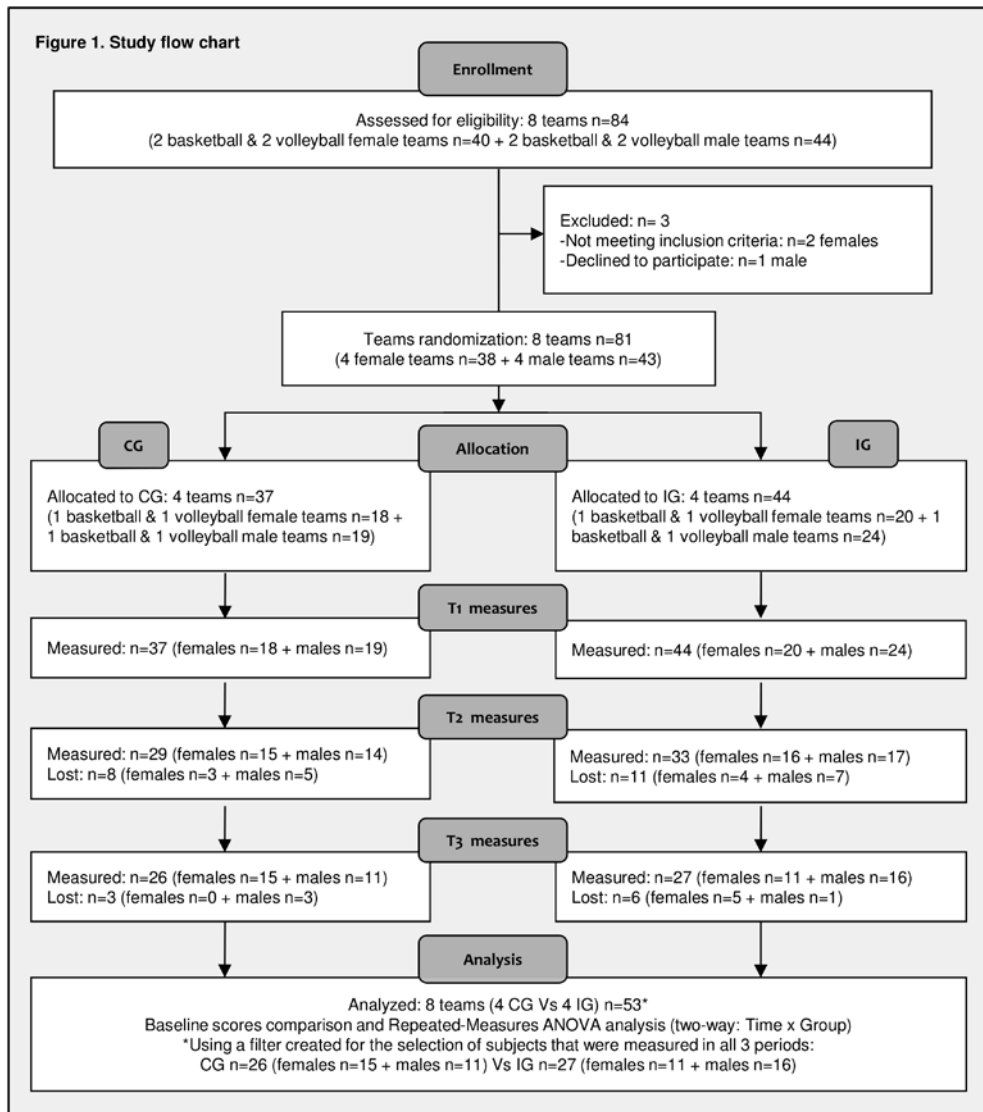 Figure 1. Study flow chart
Enrollment
Assessed for eligibility: 8 teams n=84
(2 basketball & 2 volleyball female teams n=40 + 2 basketball & 2 volleyball male teams n=44)
Excluded: n= 3
-Not meeting inclusion criteria: n=2 females
-Declined to participate: n=1 male
Teams randomization: 8 teams n=81
(4 female teams n=38 + 4 male teams n=43)
CG
Allocation
IG
Allocated to CG: 4 teams n=37
(1 basketball & 1 volleyball female teams n=18 +
1 basketball & 1 volleyball male teams n=19)
Allocated to IG: 4 teams n=44
(1 basketball & 1 volleyball female teams n=20 + 1
basketball & 1 volleyball male teams n=24)
T1 measures
Measured: n=37 (females n=18 + males n=19)
Measured: n=44 (females n=20 + males n=24)
T2 measures
Measured: n=29 (females n=15 + males n=14)
Lost: n=8 (females n=3 + males n=5)
Measured: n=33 (females n=16 + males n=17)
Lost: n=11 (females n=4 + males n=7)
T3 measures
Measured: n=26 (females n=15 + males n=11)
Lost: n=3 (females n=0 + males n=3)
Measured: n=27 (females n=11 + males n=16)
Lost: n=6 (females n=5 + males n=1)
Analysis
Analyzed: 8 teams (4 CG Vs 4 IG) n=53*
Baseline scores comparison and Repeated-Measures ANOVA analysis (two-way: Time x Group)
*Using a filter created for the selection of subjects that were measured in all 3 periods:
CG n=26 (females n=15 + males n=11) Vs IG n=27 (females n=11 + males n=16)